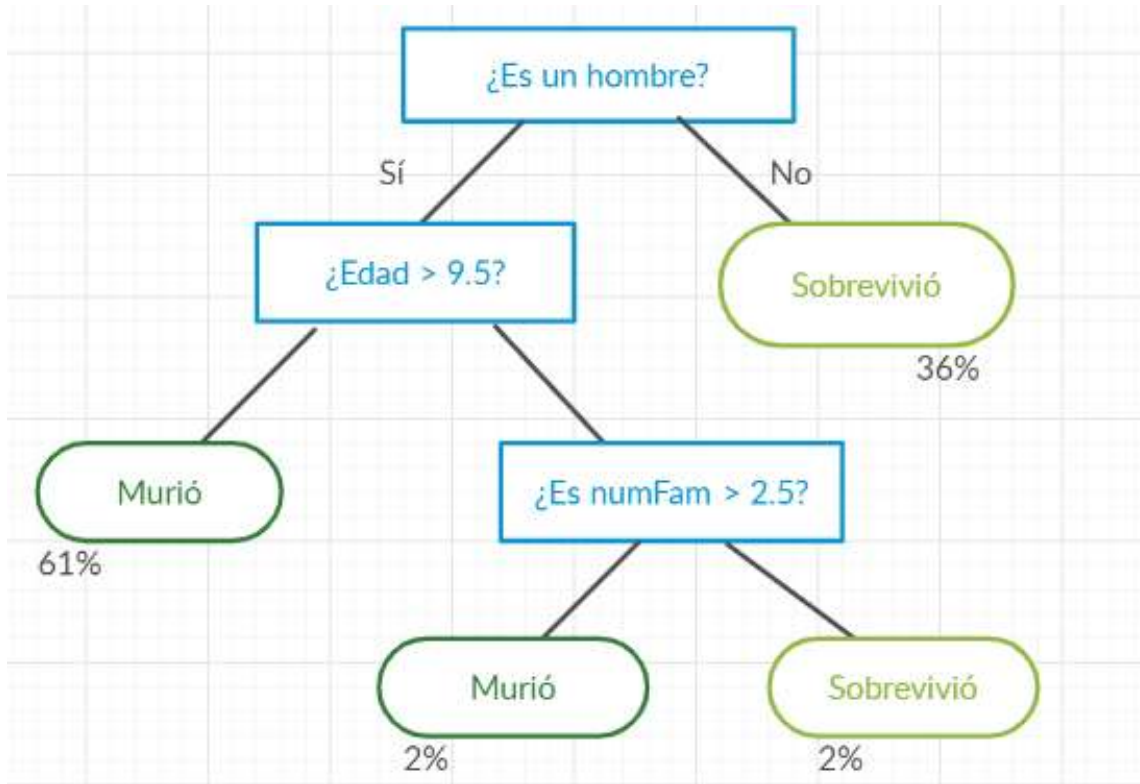 ¿Es un hombre?
Sí
No
¿Edad > 9.5?
Sobrevivió
36%
Murió
61%
¿Es numFam > 2.5?
Murió
2%
Sobrevivió
2%